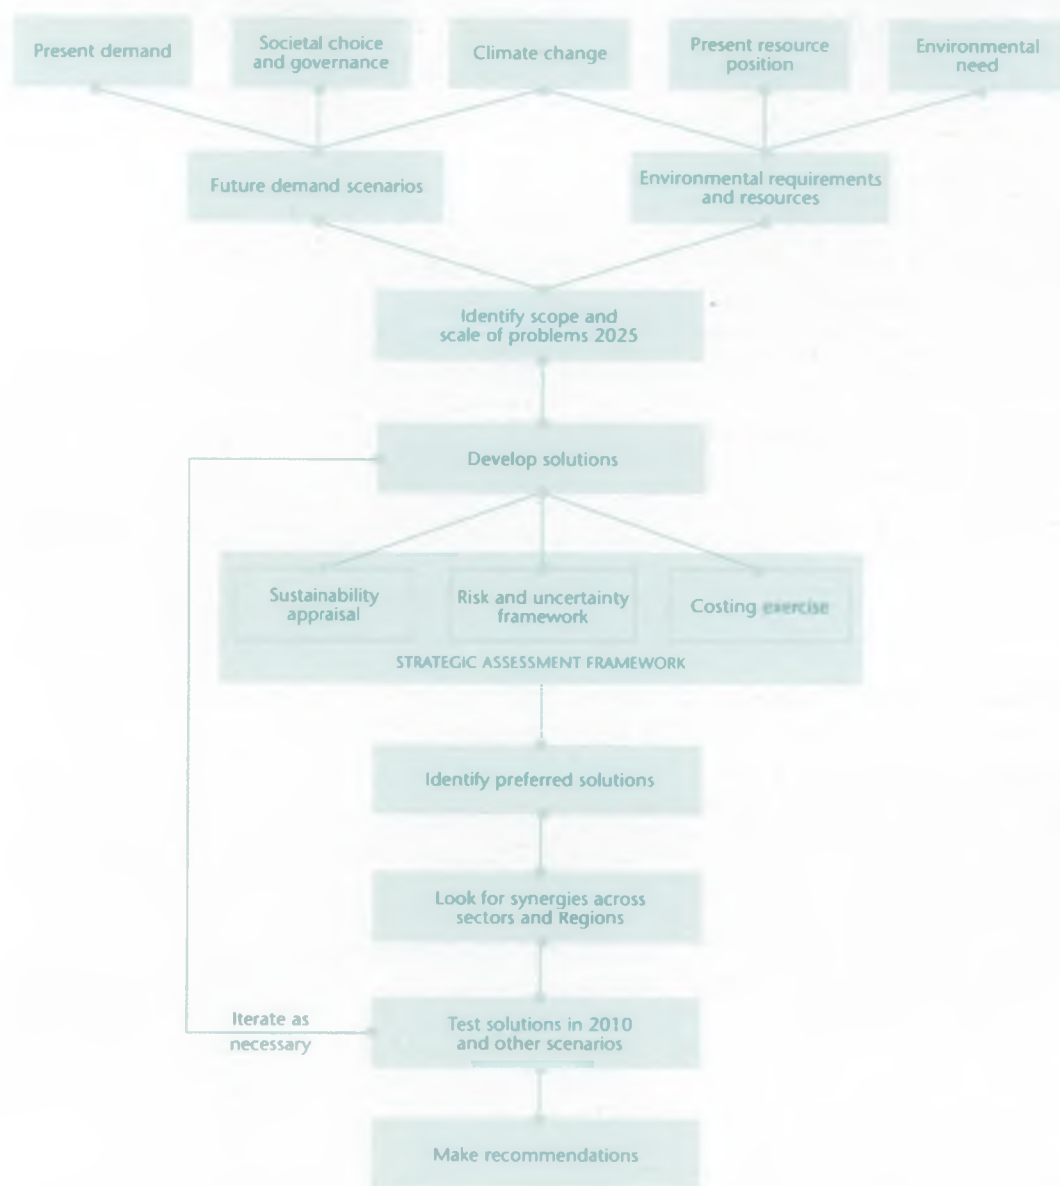 Present demand
Societal choice
and governance
Climate change
Present resource
position
Environmental
need
Future demand scenarios
Environmental requirements
and resources
Identify scope and
scale of problems 2025
Develop solutions
Sustainability
appraisal
Risk and uncertainty
framework
Costing exercise
STRATEGIC ASSESSMENT FRAMEWORK
Identify preferred solutions
Look for synergies across
sectors and Regions
Iterate as
necessary
Test solutions in 2010
and other scenarios
Make recommendations